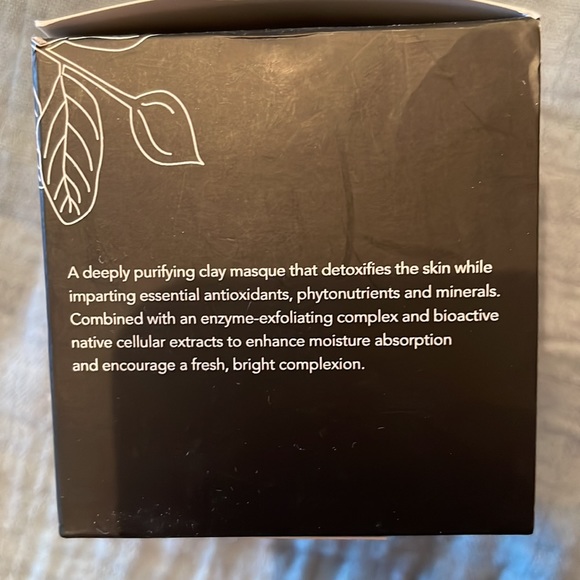 A deeply purifying clay masque that detoxifies the skin while
imparting essential antioxidants, phytonutrients and minerals.
Combined with an enzyme-exfoliating complex and bioactive
native cellular extracts to enhance moisture absorption
and encourage a fresh, bright complexion.